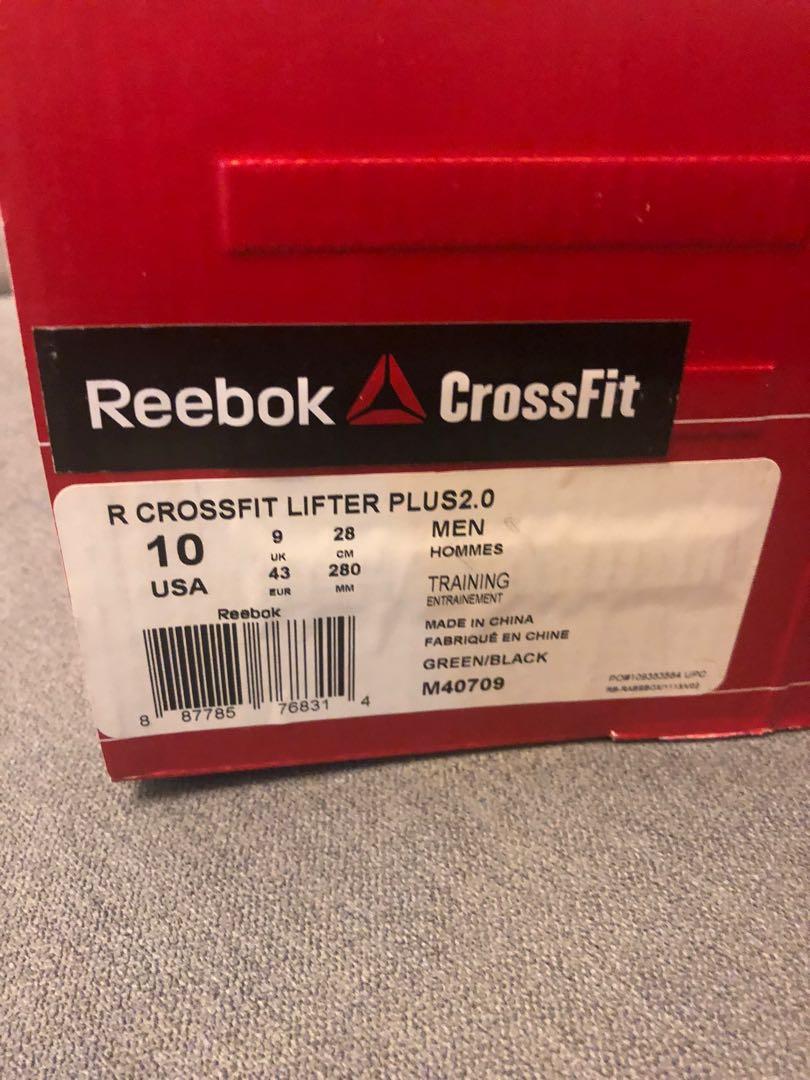 Reebok CrossFit
R CROSSFIT LIFTER PLUS2.0
10
USA
9
UK
43
EUR
28
CM
280
MM
MEN
HOMMES
TRAINING
ENTRAINEMENT
MADE IN CHINA
FABRIQUÉ EN CHINE
GREEN/BLACK
M40709
Reebok
8 87785 76831 4
UPC